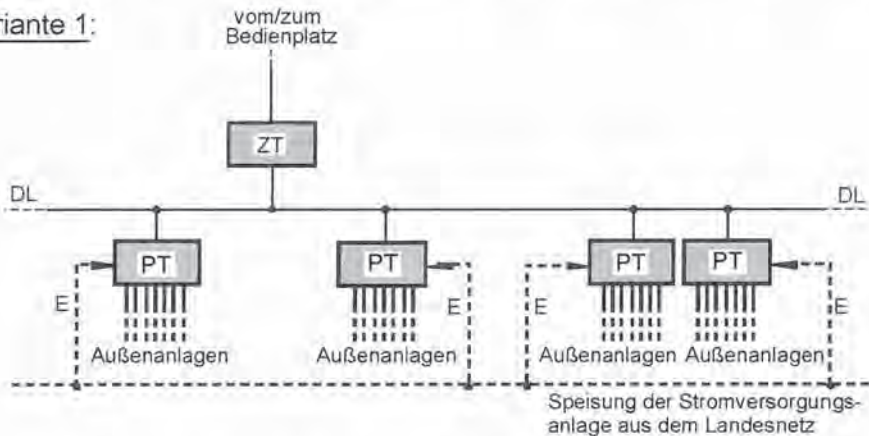 riante 1:
vom/zum
Bedienplatz
ZT
DL DL
PT PT PT PT
E E E E
Außenanlagen Außenanlagen Außenanlagen Außenanlagen
Speisung der Stromversorgungs-
anlage aus dem Landesnetz